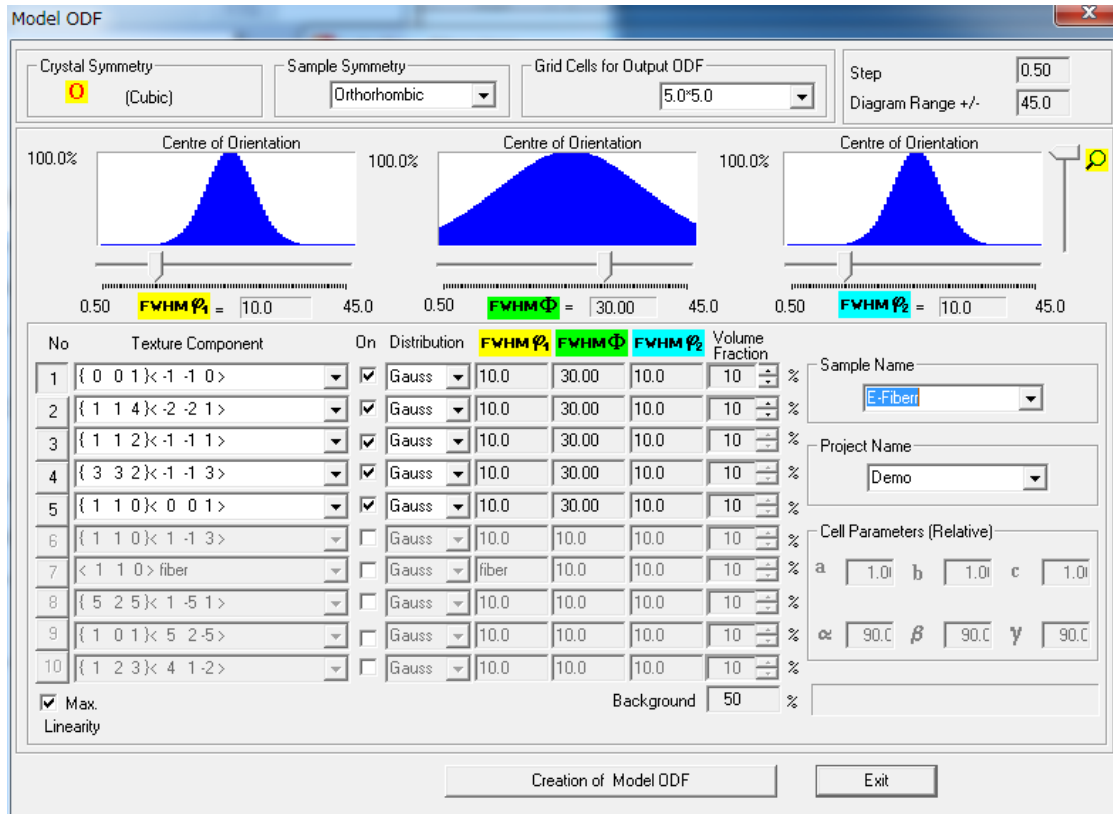 Model ODF
Crystal Symmetry
O (Cubic)
Sample Symmetry
Orthorhombic
Grid Cells for Output ODF
5.0*5.0
Step 0.50
Diagram Range +/- 45.0
Centre of Orientation Centre of Orientation Centre of Orientation
100.0% 100.0% 100.0%
0.50 FWHM φ1 = 10.0 45.0 0.50 FWHM Φ = 30.00 45.0 0.50 FWHM φ2 = 10.0 45.0
No Texture Component On Distribution FWHM φ1 FWHM Φ FWHM φ2 Volume Fraction
1 { 0 0 1}< -1 -1 0> Gauss 10.0 30.00 10.0 10 %
2 { 1 1 4}< -2 -2 1> Gauss 10.0 30.00 10.0 10 %
3 { 1 1 2}< -1 -1 1> Gauss 10.0 30.00 10.0 10 %
4 { 3 3 2}< -1 -1 3> Gauss 10.0 30.00 10.0 10 %
5 { 1 1 0}< 0 0 1> Gauss 10.0 30.00 10.0 10 %
6 { 1 1 0}< 1 -1 3> Gauss 10.0 10.0 10.0 10 %
7 < 1 1 0> fiber Gauss fiber 10.0 10.0 10 %
8 { 5 2 5}< 1 -5 1> Gauss 10.0 10.0 10.0 10 %
9 { 1 0 1}< 5 2-5> Gauss 10.0 10.0 10.0 10 %
10 { 1 2 3}< 4 1-2> Gauss 10.0 10.0 10.0 10 %
Max. Linearity
Background 50 %
Sample Name
E-Fiberr
Project Name
Demo
Cell Parameters (Relative)
a 1.0 b 1.0 c 1.0
α 90.0 β 90.0 γ 90.0
Creation of Model ODF Exit